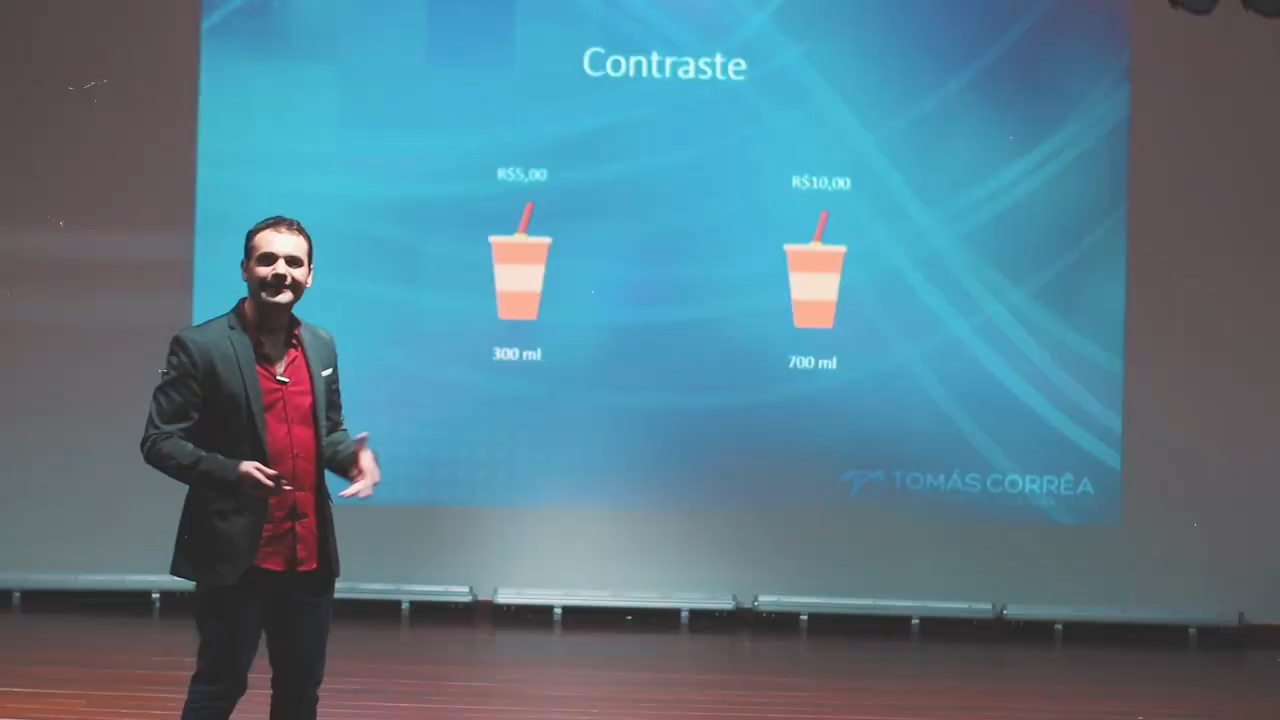 Contraste
R$5,00
R$10,00
300 ml
700 ml
TOMÁS CORRÊA